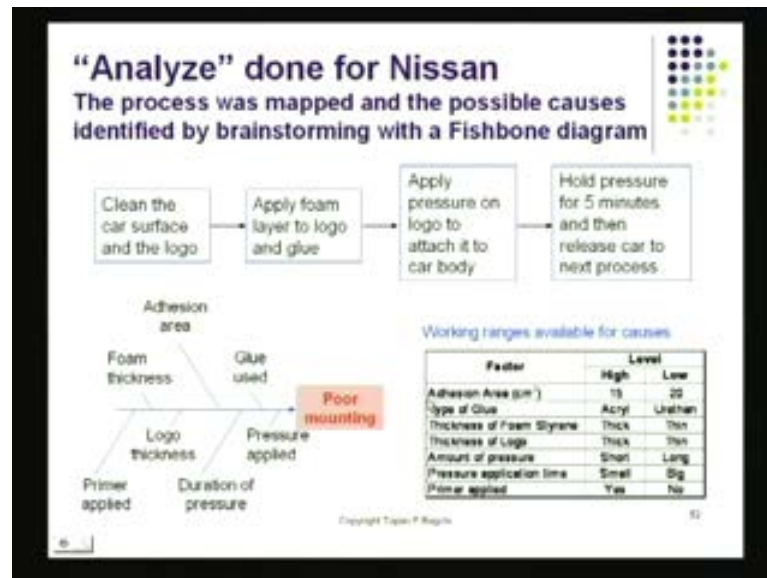 “Analyze” done for Nissan
The process was mapped and the possible causes
identified by brainstorming with a Fishbone diagram
Clean the
car surface
and the logo
Apply foam
layer to logo
and glue
Apply
pressure on
logo to
attach it to
car body
Hold pressure
for 5 minutes
and then
release car to
next process
Adhesion
area
Foam
thickness
Glue
used
Poor
mounting
Logo
thickness
Pressure
applied
Primer
applied
Duration of
pressure
Working ranges available for causes
Factor Level
High Low
Adhesion Area (cm²) 15 20
Type of Glue Acryl Urethan
Thickness of Foam Styrene Thick Thin
Thickness of Logo Thick Thin
Amount of pressure Short Long
Pressure application time Small Big
Primer applied Yes No
Copyright Tapan P Bagchi